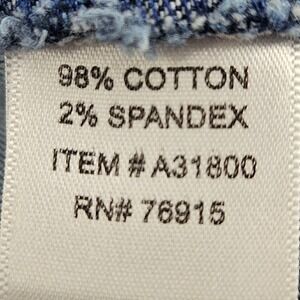 98% COTTON
2% SPANDEX
ITEM # A31800
RN# 76915